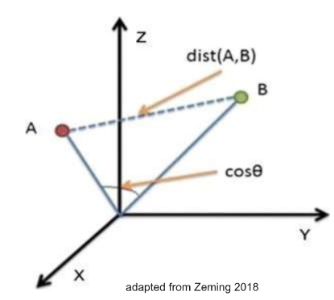 Z
dist(A,B)
B
A
cosθ
Y
X
adapted from Zeming 2018